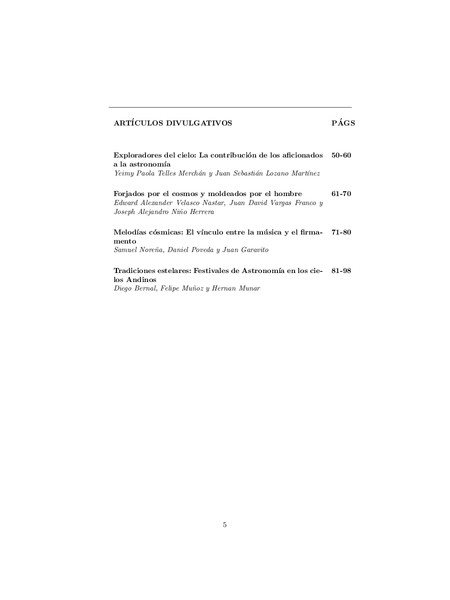 ARTÍCULOS DIVULGATIVOS PÁGS
Exploradores del cielo: La contribución de los aficionados 50-60
a la astronomía
Yeimy Paola Telles Merchán y Juan Sebastián Lozano Martínez
Forjados por el cosmos y moldeados por el hombre 61-70
Edward Alexander Velasco Nastar, Juan David Vargas Franco y
Joseph Alejandro Niño Herrera
Melodías cósmicas: El vínculo entre la música y el firma- 71-80
mento
Samuel Noreña, Daniel Poveda y Juan Garavito
Tradiciones estelares: Festivales de Astronomía en los cie- 81-98
los Andinos
Diego Bernal, Felipe Muñoz y Hernan Munar
5